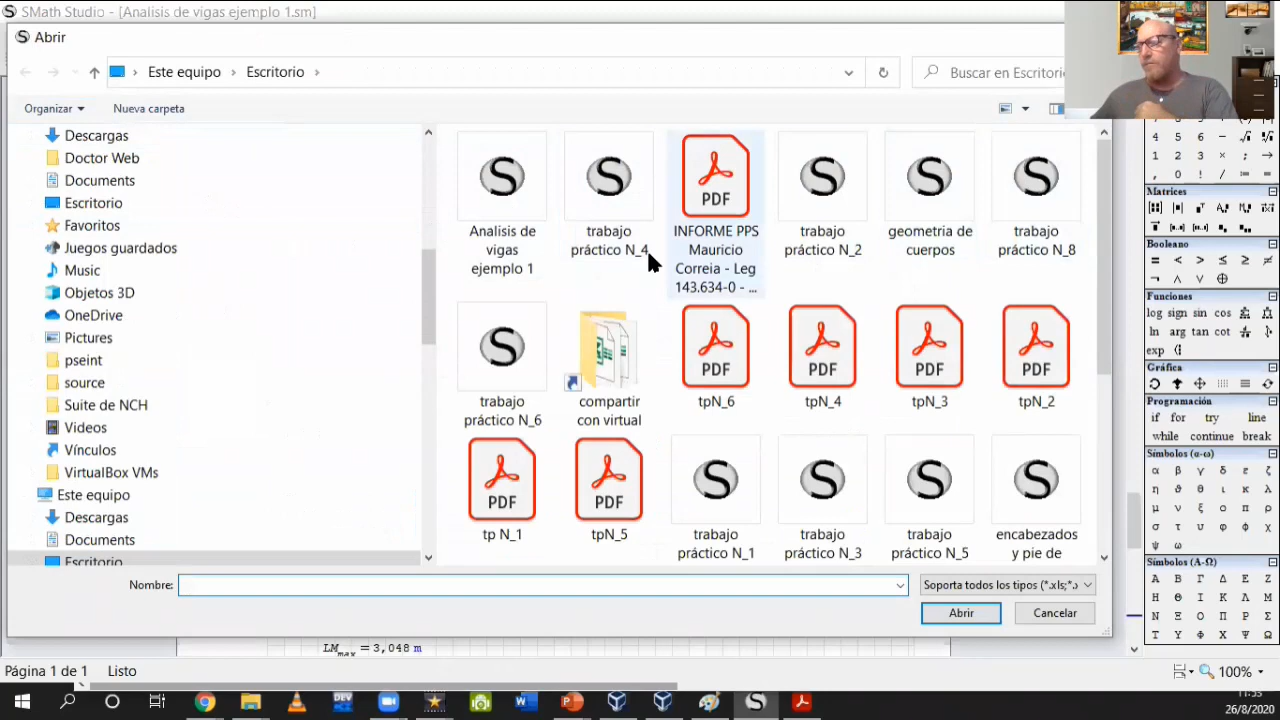 SMath Studio - [Analisis de vigas ejemplo 1.sm]
Abrir
Este equipo
Escritorio
Buscar en Escritorio
Organizar
Nueva carpeta
Descargas
Doctor Web
Documents
Escritorio
Favoritos
Juegos guardados
Music
Objetos 3D
OneDrive
Pictures
pseint
source
Suite de NCH
Videos
Vínculos
VirtualBox VMs
Este equipo
Descargas
Documents
Escritorio
Analisis de
vigas
ejemplo 1
trabajo
práctico N_4
PDF
INFORME PPS
Mauricio
Correia - Leg
143.634-0 - ...
trabajo
práctico N_2
geometria de
cuerpos
trabajo
práctico N_8
trabajo
práctico N_6
compartir
con virtual
PDF
tpN_6
PDF
tpN_4
PDF
tpN_3
PDF
tpN_2
PDF
tp N_1
PDF
tpN_5
trabajo
práctico N_1
trabajo
práctico N_3
trabajo
práctico N_5
encabezados
y pie de
Nombre:
Soporta todos los tipos (*.xls;*.
Abrir
Cancelar
4 5 6 −
1 2 3 × ; →
, 0 ! / = ≡
Matrices
Booleano
= < > ≤ ≥ ≠
¬ ∧ ∨ ⊕
Funciones
log sign sin cos
ln arg tan cot
exp
Gráfica
Programación
if for try line
while continue break
Símbolos (α-ω)
α β γ δ ε ζ
η ϑ θ ι κ λ
μ ν ξ ο π ρ
σ τ υ φ χ
ψ ω
Símbolos (Α-Ω)
Α Β Γ Δ Ε Ζ
Η Θ Ι Κ Λ Μ
Ν Ξ Ο Π Ρ Σ
Τ Υ Φ Χ Ψ Ω
LM max = 3,048 m
Página 1 de 1
Listo
100%
DEV
11:55
26/8/2020